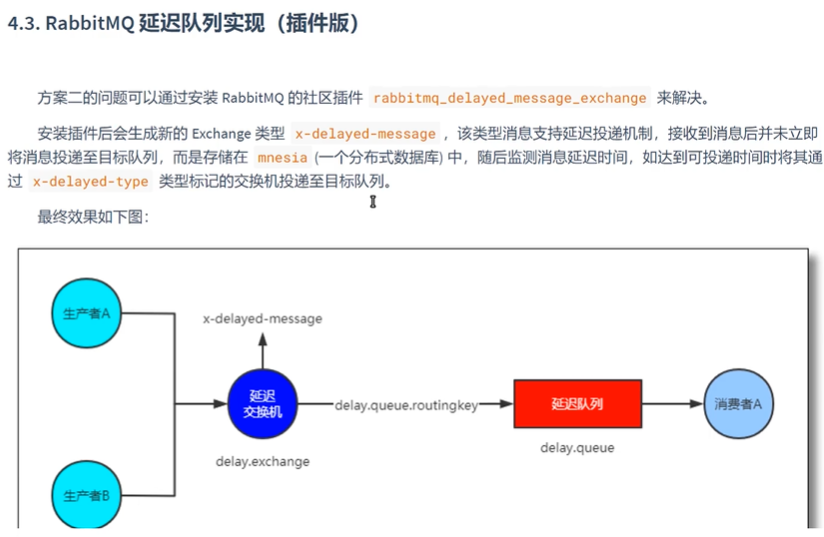 4.3. RabbitMQ 延迟队列实现（插件版）
方案二的问题可以通过安装 RabbitMQ 的社区插件 rabbitmq_delayed_message_exchange 来解决。
安装插件后会生成新的 Exchange 类型 x-delayed-message ，该类型消息支持延迟投递机制，接收到消息后并未立即
将消息投递至目标队列，而是存储在 mnesia (一个分布式数据库) 中，随后监测消息延迟时间，如达到可投递时间时将其通
过 x-delayed-type 类型标记的交换机投递至目标队列。
最终效果如下图：
生产者A
x-delayed-message
延迟
交换机
delay.queue.routingkey
延迟队列
消费者A
delay.exchange
delay.queue
生产者B